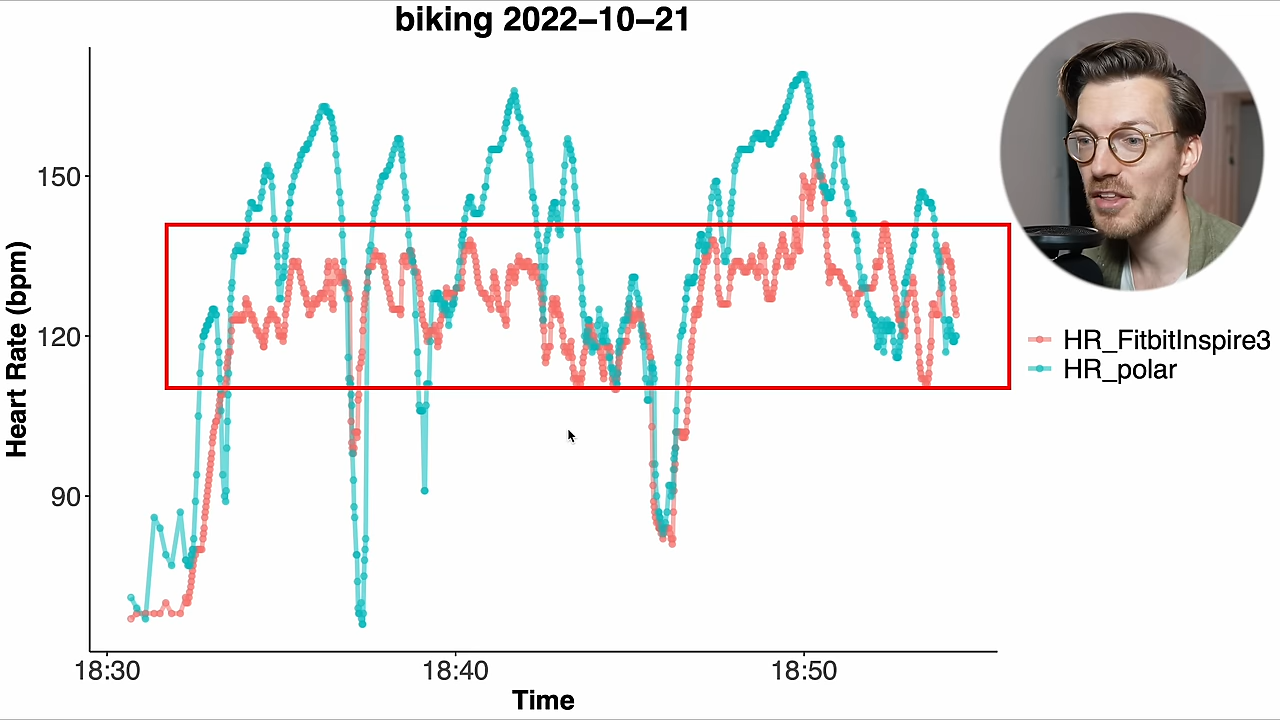 biking 2022–10–21
150
120
90
Heart Rate (bpm)
18:30
18:40
18:50
Time
HR_FitbitInspire3
HR_polar